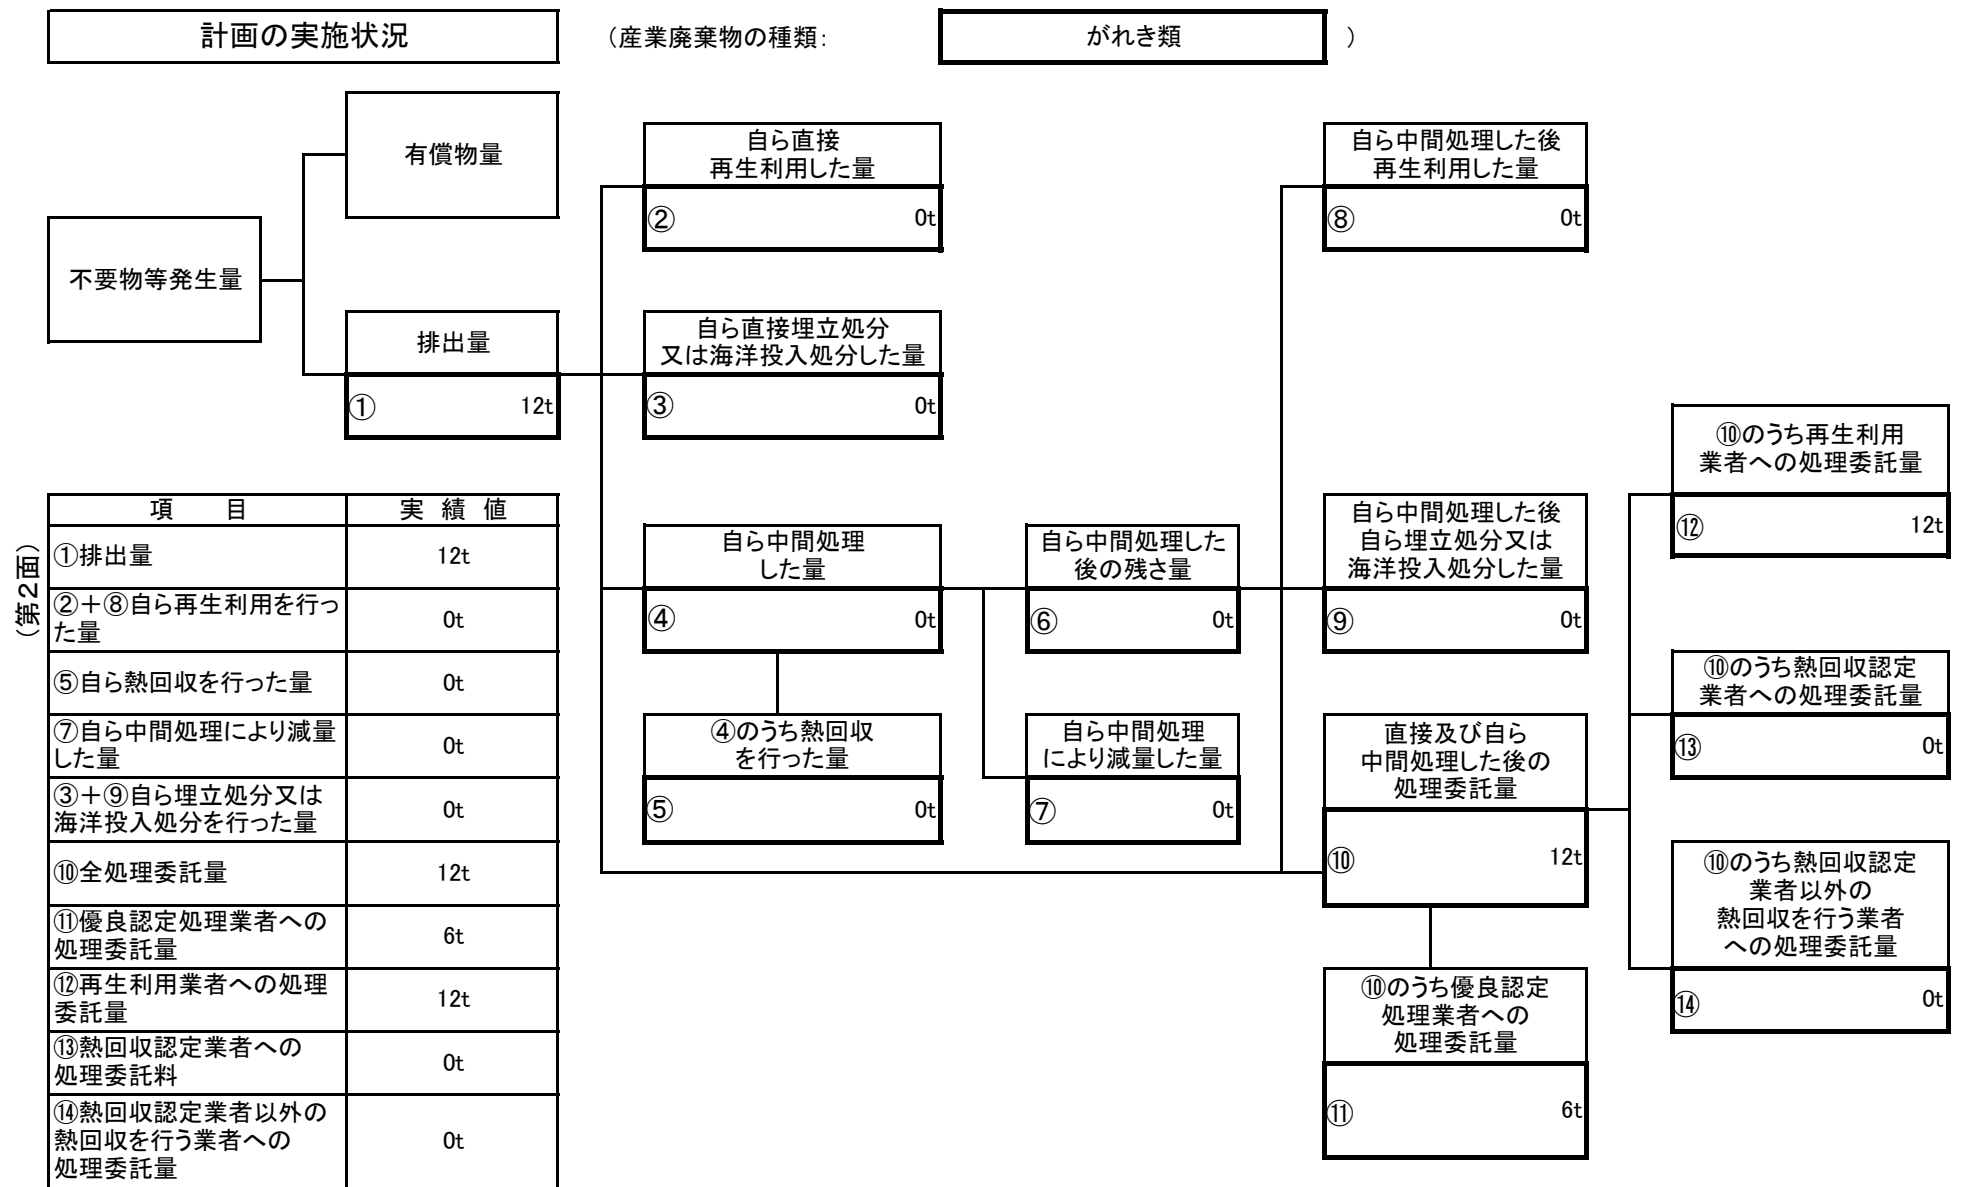 計画の実施状況
（産業廃棄物の種類：
がれき類
）
有償物量
不要物等発生量
排出量
① 12t
自ら直接
再生利用した量
② 0t
自ら直接埋立処分
又は海洋投入処分した量
③ 0t
自ら中間処理
した量
④ 0t
④のうち熱回収
を行った量
⑤ 0t
自ら中間処理した
後の残さ量
⑥ 0t
自ら中間処理
により減量した量
⑦ 0t
自ら中間処理した後
再生利用した量
⑧ 0t
自ら中間処理した後
自ら埋立処分又は
海洋投入処分した量
⑨ 0t
直接及び自ら
中間処理した後の
処理委託量
⑩ 12t
⑩のうち優良認定
処理業者への
処理委託量
⑪ 6t
⑩のうち再生利用
業者への処理委託量
⑫ 12t
⑩のうち熱回収認定
業者への処理委託量
⑬ 0t
⑩のうち熱回収認定
業者以外の
熱回収を行う業者
への処理委託量
⑭ 0t
（第2面）
項　目 実 績 値
①排出量 12t
②＋⑧自ら再生利用を行っ
た量 0t
⑤自ら熱回収を行った量 0t
⑦自ら中間処理により減量
した量 0t
③＋⑨自ら埋立処分又は
海洋投入処分を行った量 0t
⑩全処理委託量 12t
⑪優良認定処理業者への
処理委託量 6t
⑫再生利用業者への処理
委託量 12t
⑬熱回収認定業者への
処理委託料 0t
⑭熱回収認定業者以外の
熱回収を行う業者への
処理委託量 0t